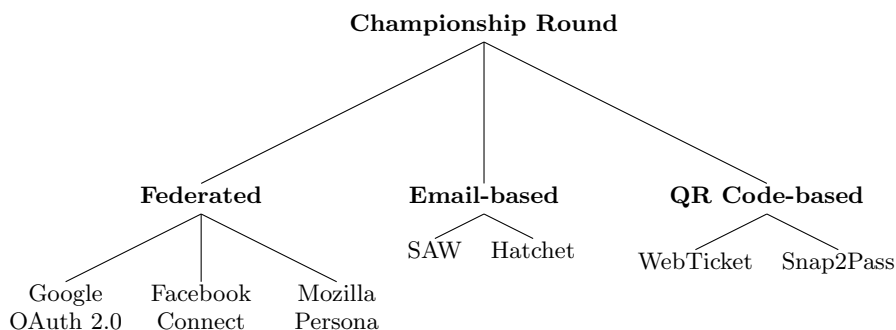 Championship Round
Federated
Email-based
QR Code-based
SAW
Hatchet
WebTicket
Snap2Pass
Google
OAuth 2.0
Facebook
Connect
Mozilla
Persona